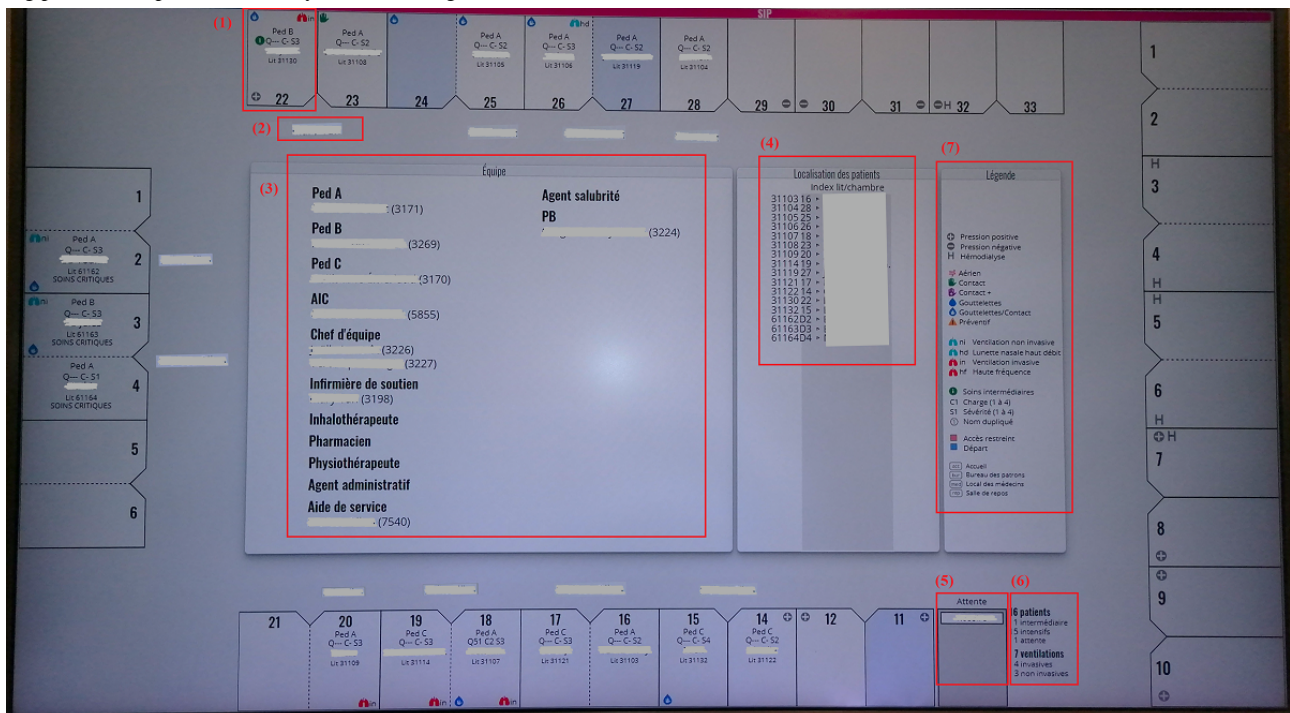 SIP
(1)
in
Ped B
Q--- C- S3
Lit 31130
22
Ped A
Q--- C- S2
Lit 31108
23
24
Ped A
Q--- C- S2
Lit 31105
25
hd
Ped A
Q--- C- S3
Lit 31106
26
Ped A
Q--- C- S2
Lit 31119
27
Ped A
Q--- C- S2
Lit 31104
28
29
30
31
H 32
33
(2)
1
ni
Ped A
Q--- C- S3
Lit 61162
SOINS CRITIQUES
2
ni
Ped B
Q--- C- S3
Lit 61163
SOINS CRITIQUES
3
Ped A
Q--- C- S1
Lit 61164
SOINS CRITIQUES
4
5
6
(3)
Équipe
Ped A
(3171)
Ped B
(3269)
Ped C
(3170)
AIC
(5855)
Chef d'équipe
(3226)
(3227)
Infirmière de soutien
(3198)
Inhalothérapeute
Pharmacien
Physiothérapeute
Agent administratif
Aide de service
(7540)
Agent salubrité
PB
(3224)
(4)
Localisation des patients
Index lit/chambre
31103 16
31104 28
31105 25
31106 26
31107 18
31108 23
31109 20
31114 19
31119 27
31121 17
31122 14
31130 22
31132 15
61162 D2
61163 D3
61164 D4
(7)
Légende
Pression positive
Pression négative
H Hémodialyse
Aérien
Contact
Contact +
Gouttelettes
Gouttelettes/Contact
Préventif
ni Ventilation non invasive
hd Lunette nasale haut débit
in Ventilation invasive
hf Haute fréquence
Soins intermédiaires
C1 Charge (1 à 4)
S1 Sévérité (1 à 4)
Nom dupliqué
Accès restreint
Départ
Accueil
Bureau des patrons
Local des médecins
Salle de repos
1
2
H
3
4
H
H
5
6
H
H
7
8
9
10
21
20
Ped A
Q--- C- S3
Lit 31109
in
19
Ped C
Q--- C- S3
Lit 31114
in
18
Ped A
Q51 C2 S3
Lit 31107
in
17
Ped C
Q--- C- S3
Lit 31121
16
Ped A
Q--- C- S2
Lit 31103
15
Ped C
Q--- C- S4
Lit 31132
14
Ped C
Q--- C- S2
Lit 31122
12
11
(5)
Attente
(6)
16 patients
1 intermédiaire
5 intensifs
1 attente
7 ventilations
4 invasives
3 non invasives